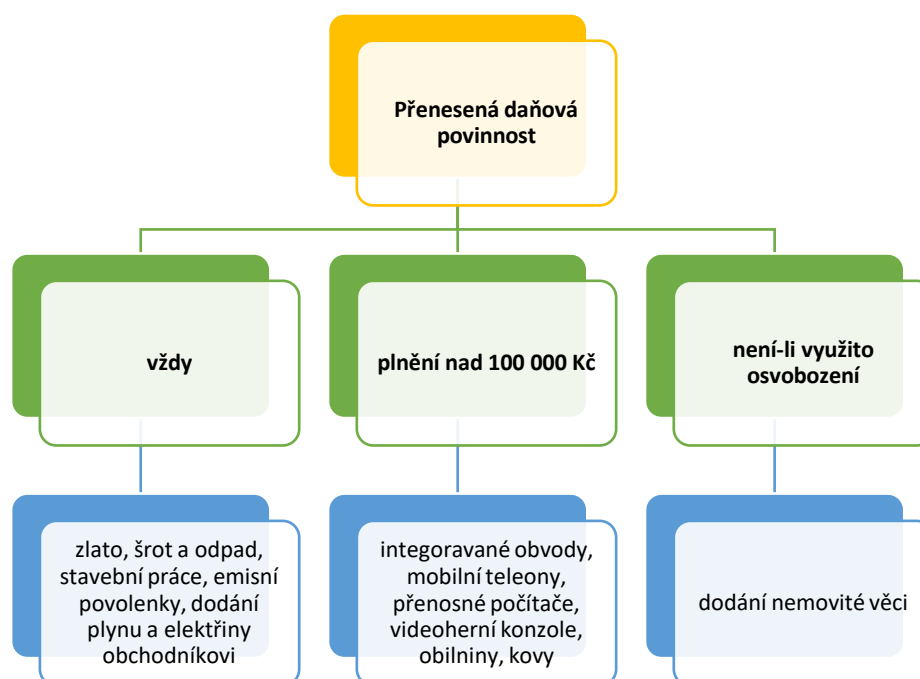 Přenesená daňová
povinnost
vždy
plnění nad 100 000 Kč
není-li využito
osvobození
zlato, šrot a odpad,
stavební práce, emisní
povolenky, dodání
plynu a elektřiny
obchodníkovi
integoravané obvody,
mobilní teleony,
přenosné počítače,
videoherní konzole,
obilniny, kovy
dodání nemovité věci